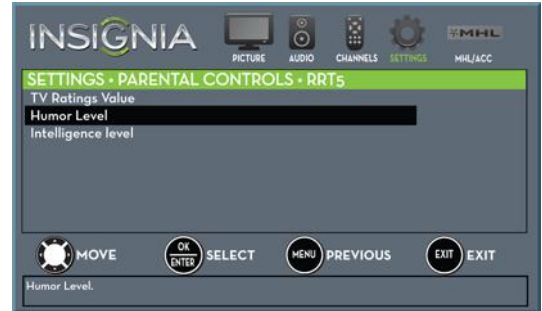 INSIGNIA
PICTURE AUDIO CHANNELS SETTINGS MHL MHL/ACC
SETTINGS • PARENTAL CONTROLS • RRT5
TV Ratings Value
Humor Level
Intelligence level
MOVE OK ENTER SELECT MENU PREVIOUS EXIT EXIT
Humor Level.